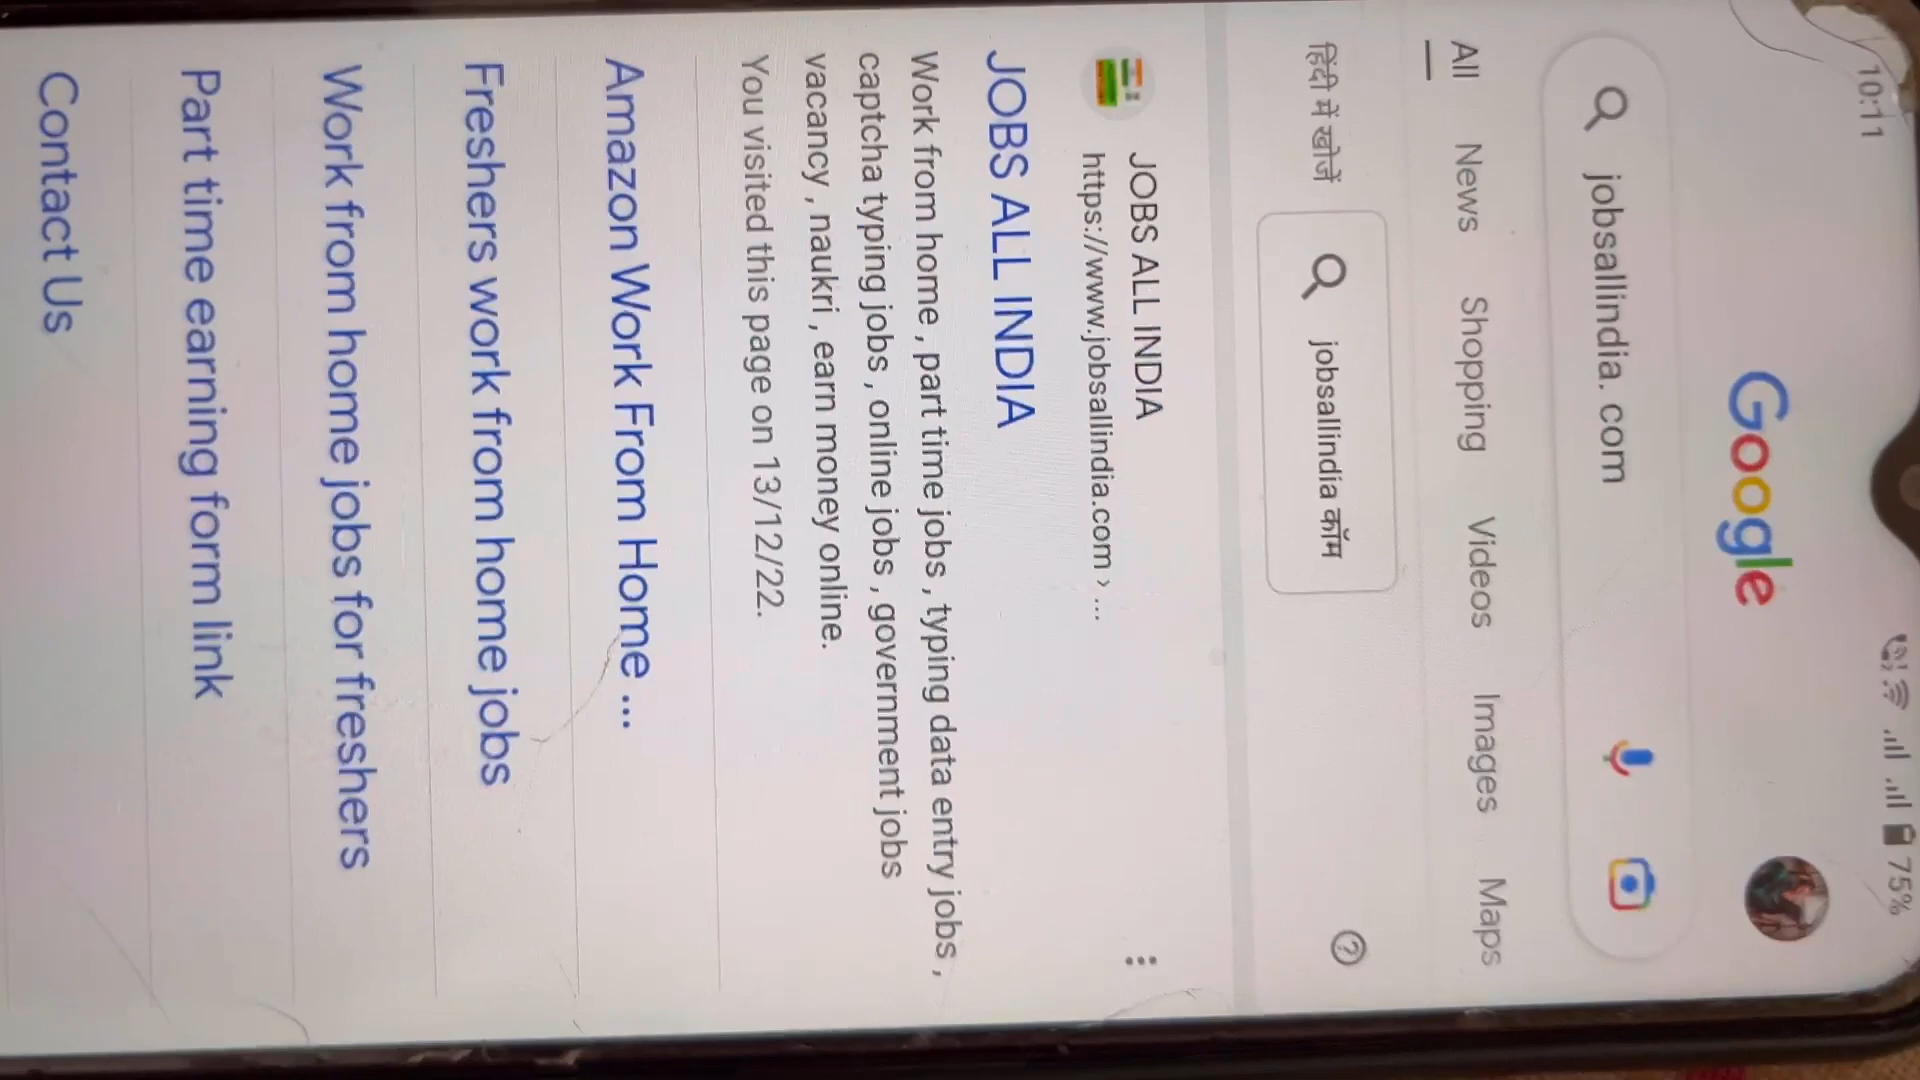 10:11
75%
Google
jobsallindia. com
All News Shopping Videos Images Maps
हिंदी में खोजें
jobsallindia कॉम
JOBS ALL INDIA
https://www.jobsallindia.com › ...
JOBS ALL INDIA
Work from home , part time jobs , typing data entry jobs ,
captcha typing jobs , online jobs , government jobs
vacancy , naukri , earn money online.
You visited this page on 13/12/22.
Amazon Work From Home ...
Freshers work from home jobs
Work from home jobs for freshers
Part time earning form link
Contact Us